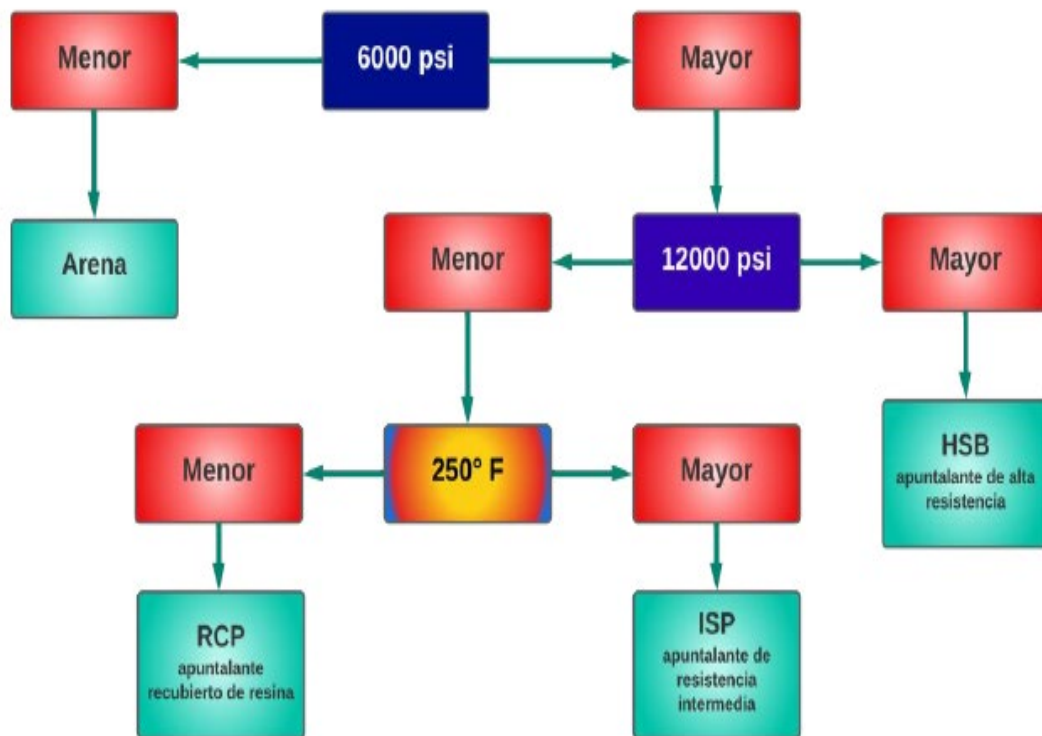 Menor
6000 psi
Mayor
Arena
Menor
12000 psi
Mayor
Menor
250° F
Mayor
HSB
apuntalante de alta
resistencia
RCP
apuntalante
recubierto de resina
ISP
apuntalante de
resistencia
intermedia